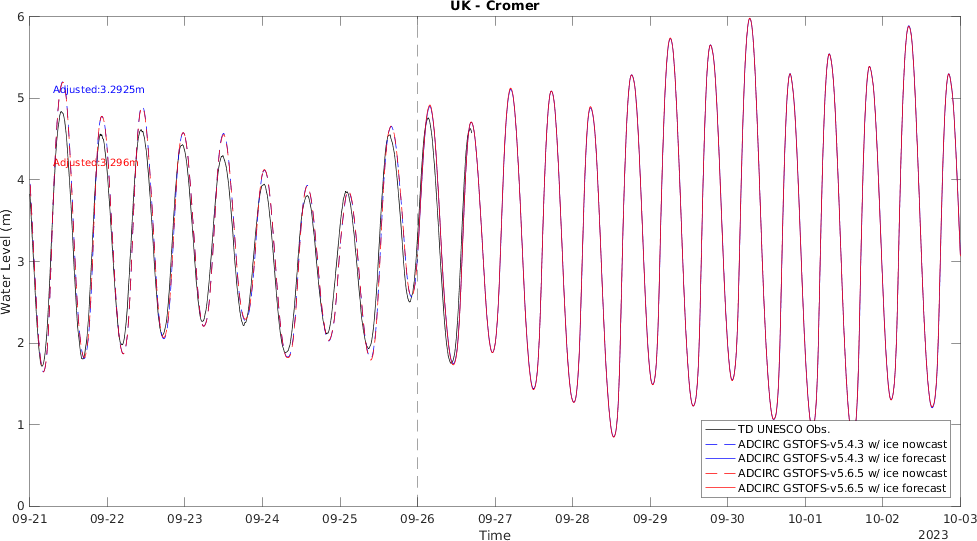 UK - Cromer
6
5
4
3
2
1
0
Water Level (m)
Adjusted:3.2925m
Adjusted:3.296m
TD UNESCO Obs.
ADCIRC GSTOFS-v5.4.3 w/ ice nowcast
ADCIRC GSTOFS-v5.4.3 w/ ice forecast
ADCIRC GSTOFS-v5.6.5 w/ ice nowcast
ADCIRC GSTOFS-v5.6.5 w/ ice forecast
09-21 09-22 09-23 09-24 09-25 09-26 09-27 09-28 09-29 09-30 10-01 10-02 10-03
Time
2023